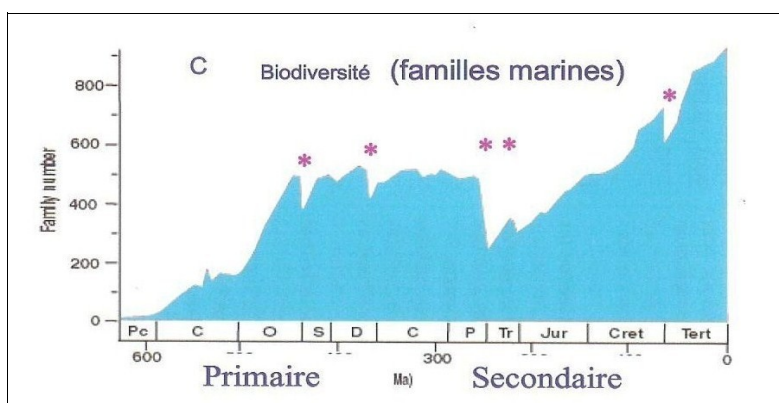 C Biodiversité (familles marines)
Family number
800
600
400
200
0
* * * * *
Pc C O S D C P Tr Jur Cret Tert
600 300 0
Primaire Ma) Secondaire